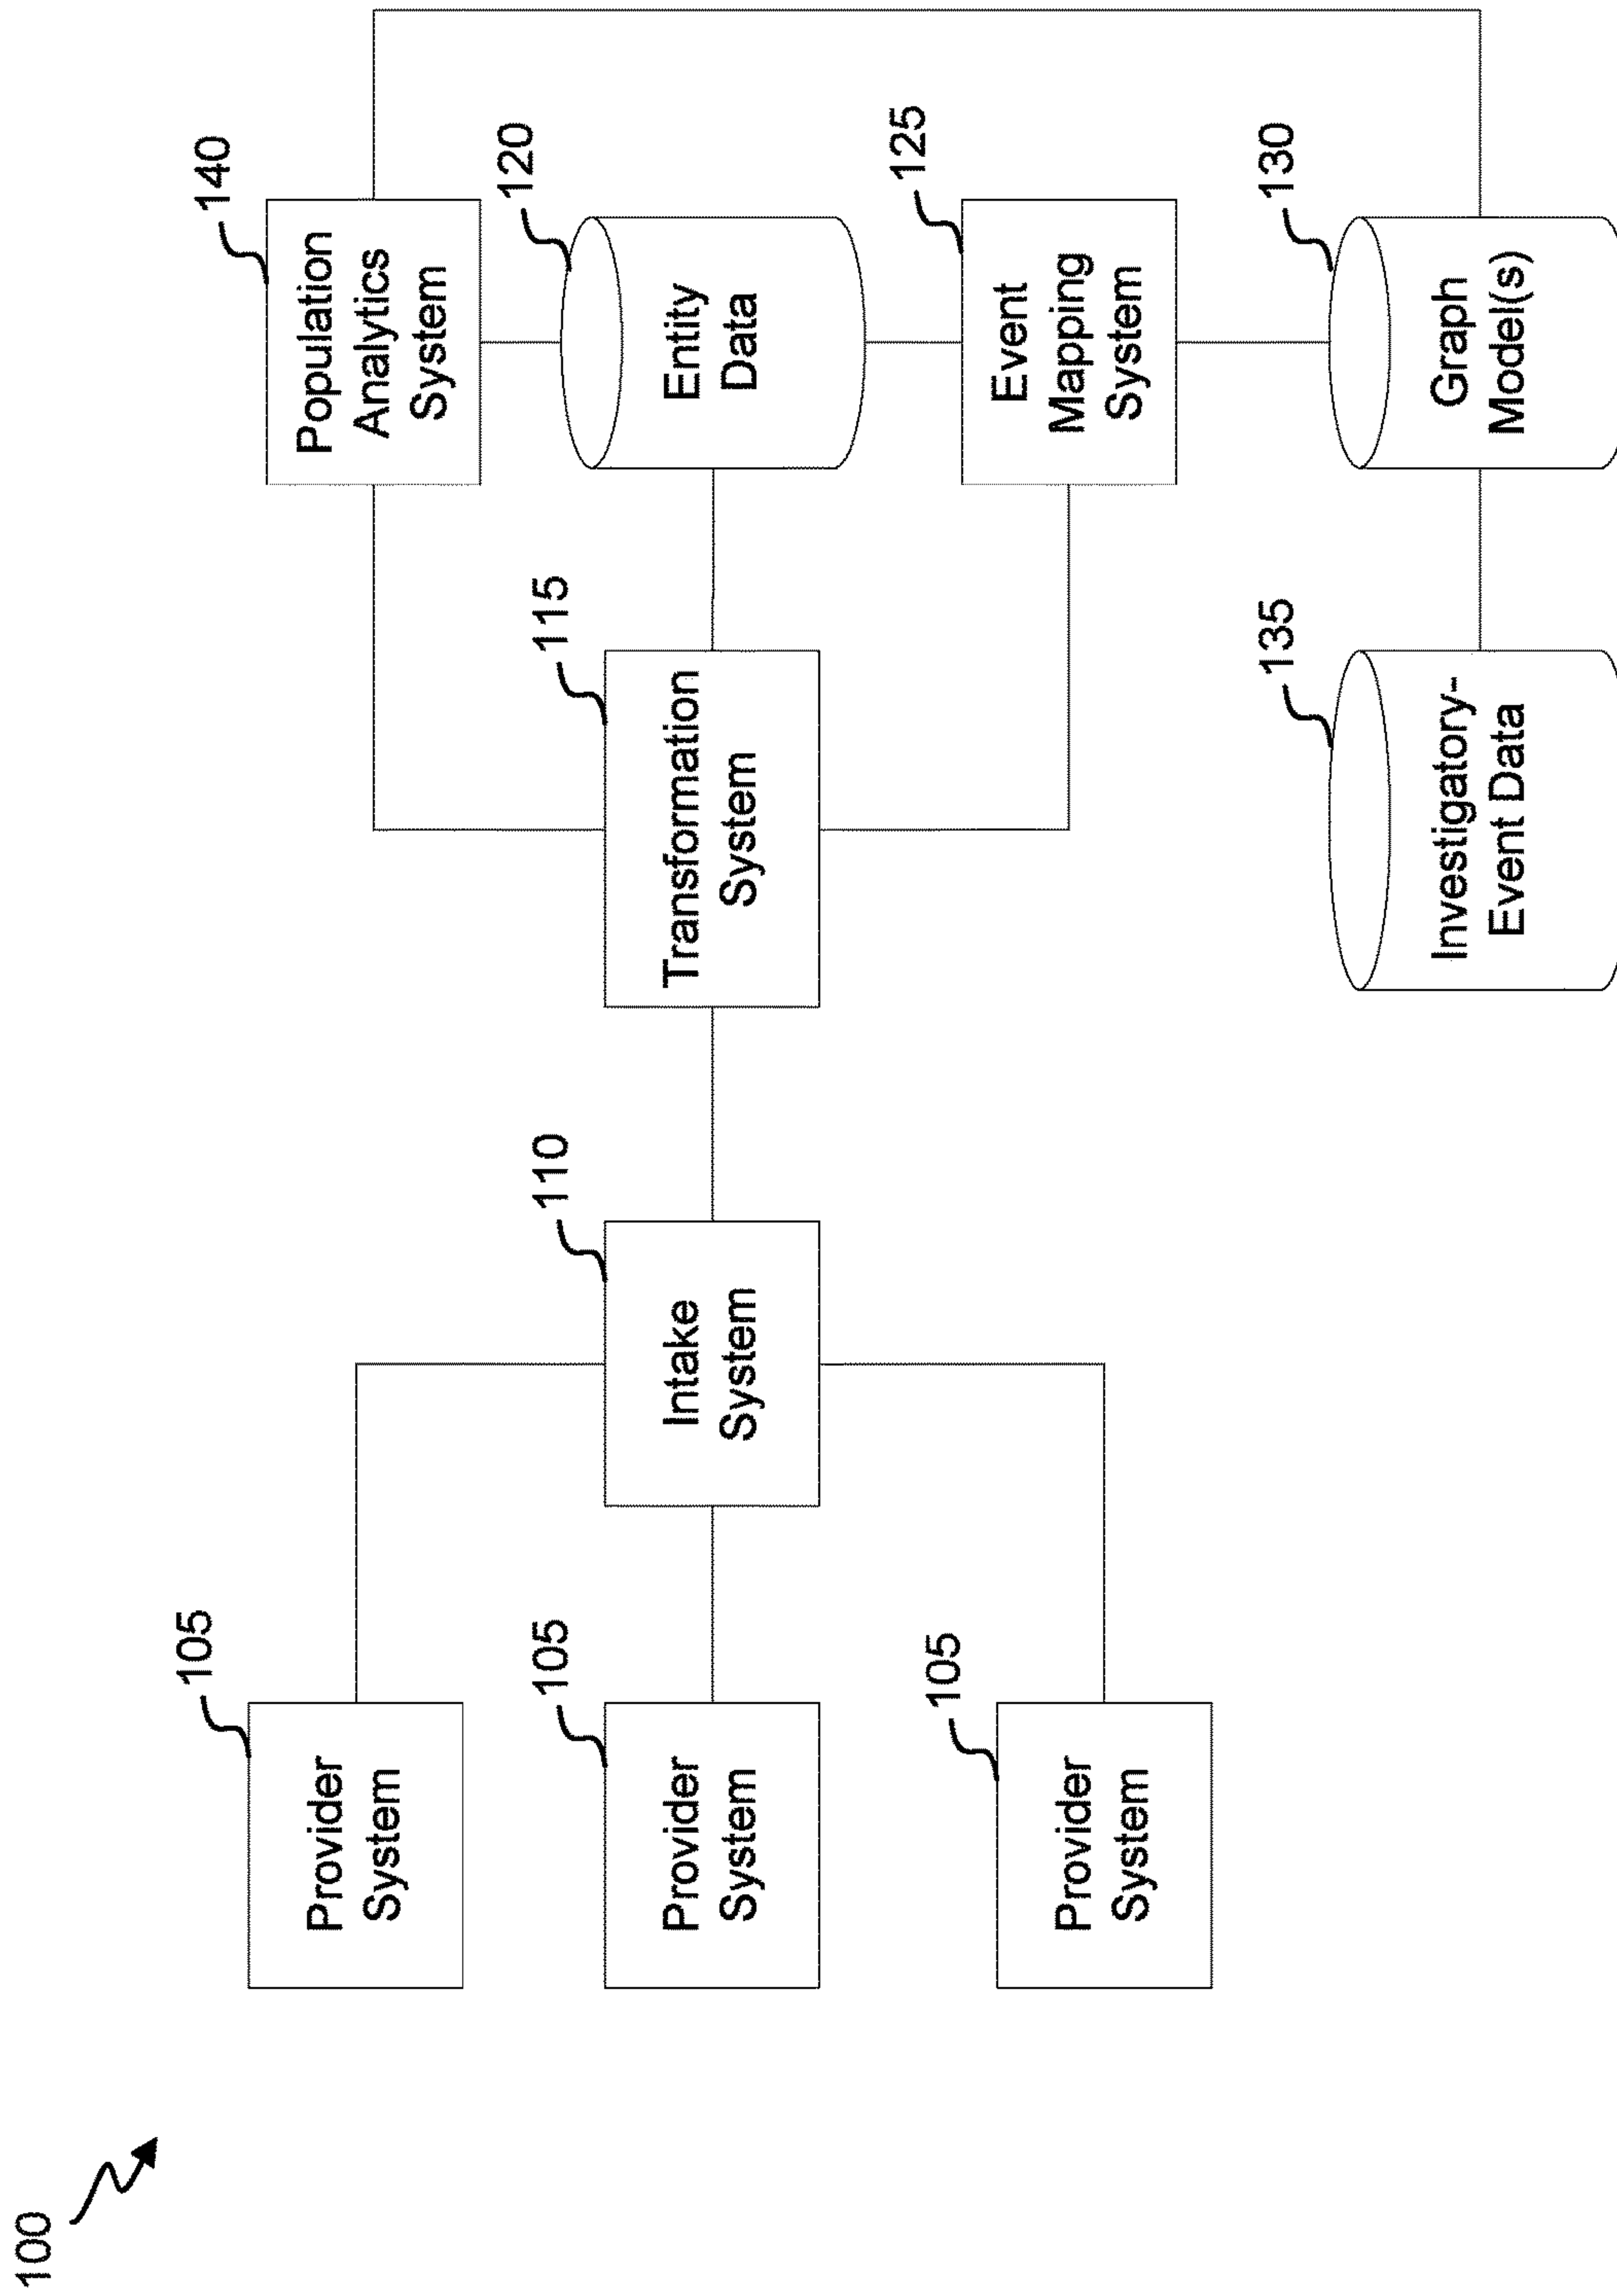 100
105
Provider
System
105
Provider
System
105
Provider
System
110
Intake
System
115
Transformation
System
140
Population
Analytics
System
120
Entity
Data
125
Event
Mapping
System
130
Graph
Model(s)
135
Investigatory-
Event Data